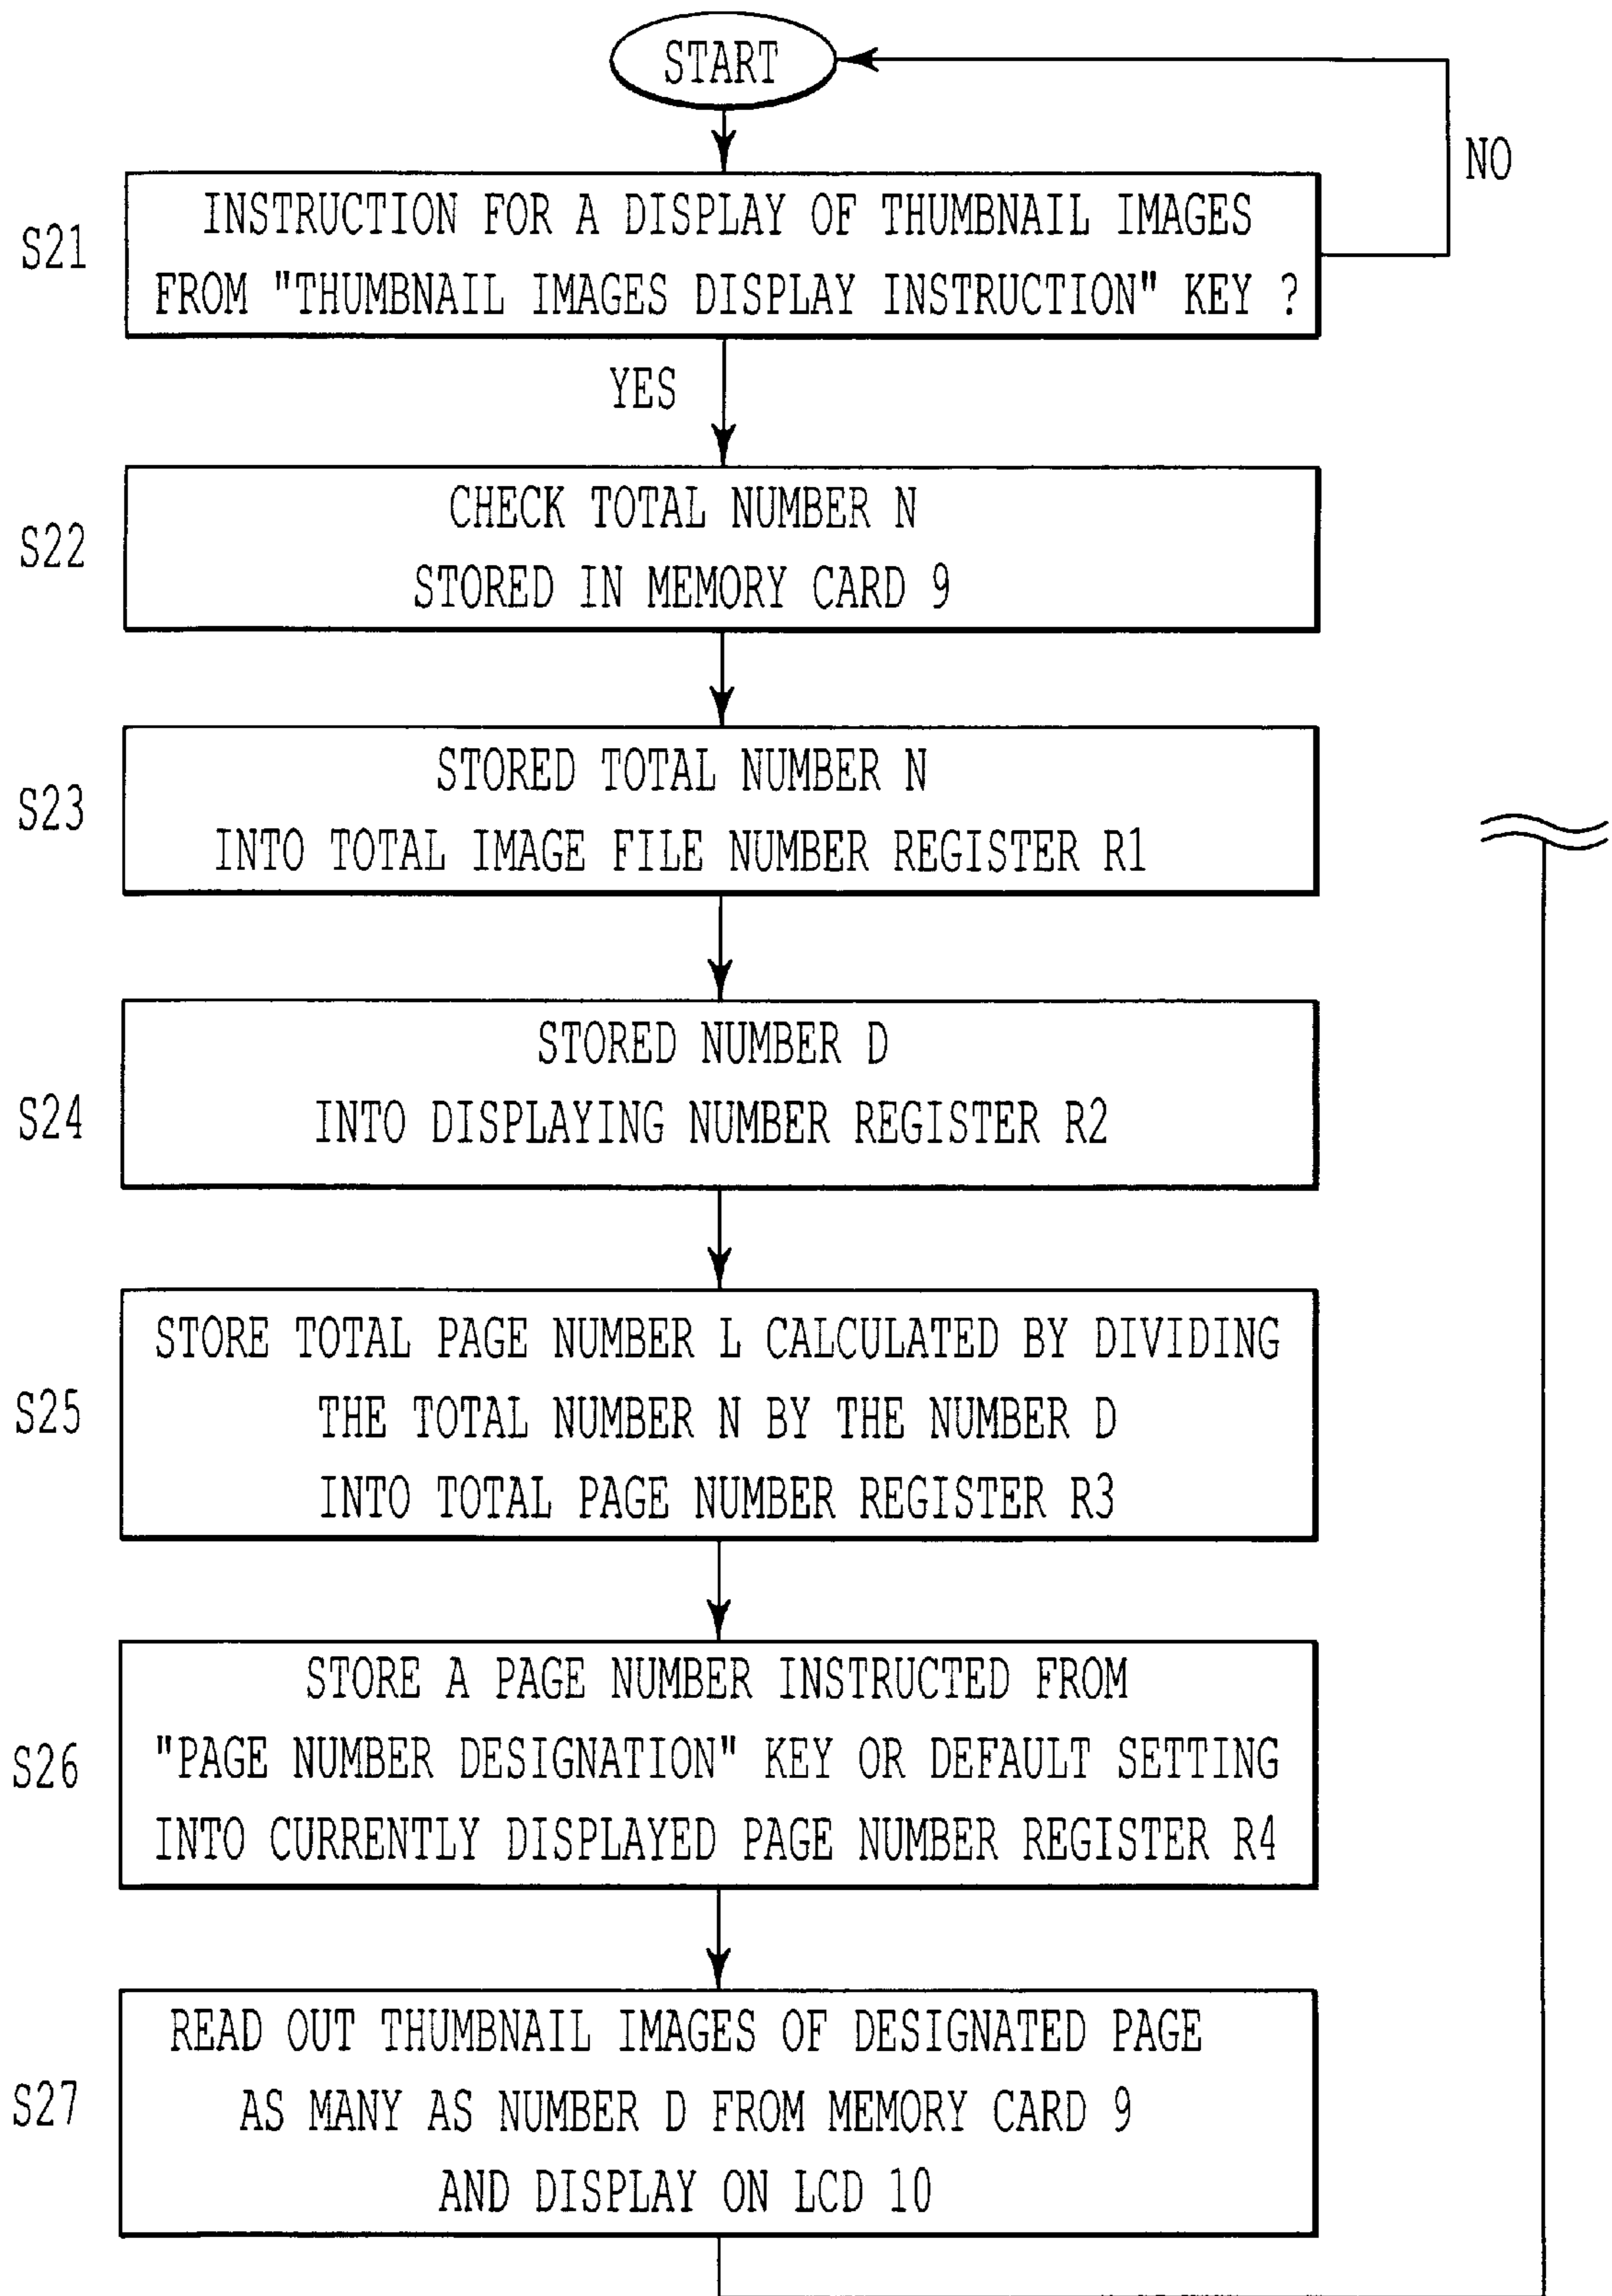 START
NO
S21
INSTRUCTION FOR A DISPLAY OF THUMBNAIL IMAGES
FROM "THUMBNAIL IMAGES DISPLAY INSTRUCTION" KEY ?
YES
S22
CHECK TOTAL NUMBER N
STORED IN MEMORY CARD 9
S23
STORED TOTAL NUMBER N
INTO TOTAL IMAGE FILE NUMBER REGISTER R1
S24
STORED NUMBER D
INTO DISPLAYING NUMBER REGISTER R2
S25
STORE TOTAL PAGE NUMBER L CALCULATED BY DIVIDING
THE TOTAL NUMBER N BY THE NUMBER D
INTO TOTAL PAGE NUMBER REGISTER R3
S26
STORE A PAGE NUMBER INSTRUCTED FROM
"PAGE NUMBER DESIGNATION" KEY OR DEFAULT SETTING
INTO CURRENTLY DISPLAYED PAGE NUMBER REGISTER R4
S27
READ OUT THUMBNAIL IMAGES OF DESIGNATED PAGE
AS MANY AS NUMBER D FROM MEMORY CARD 9
AND DISPLAY ON LCD 10